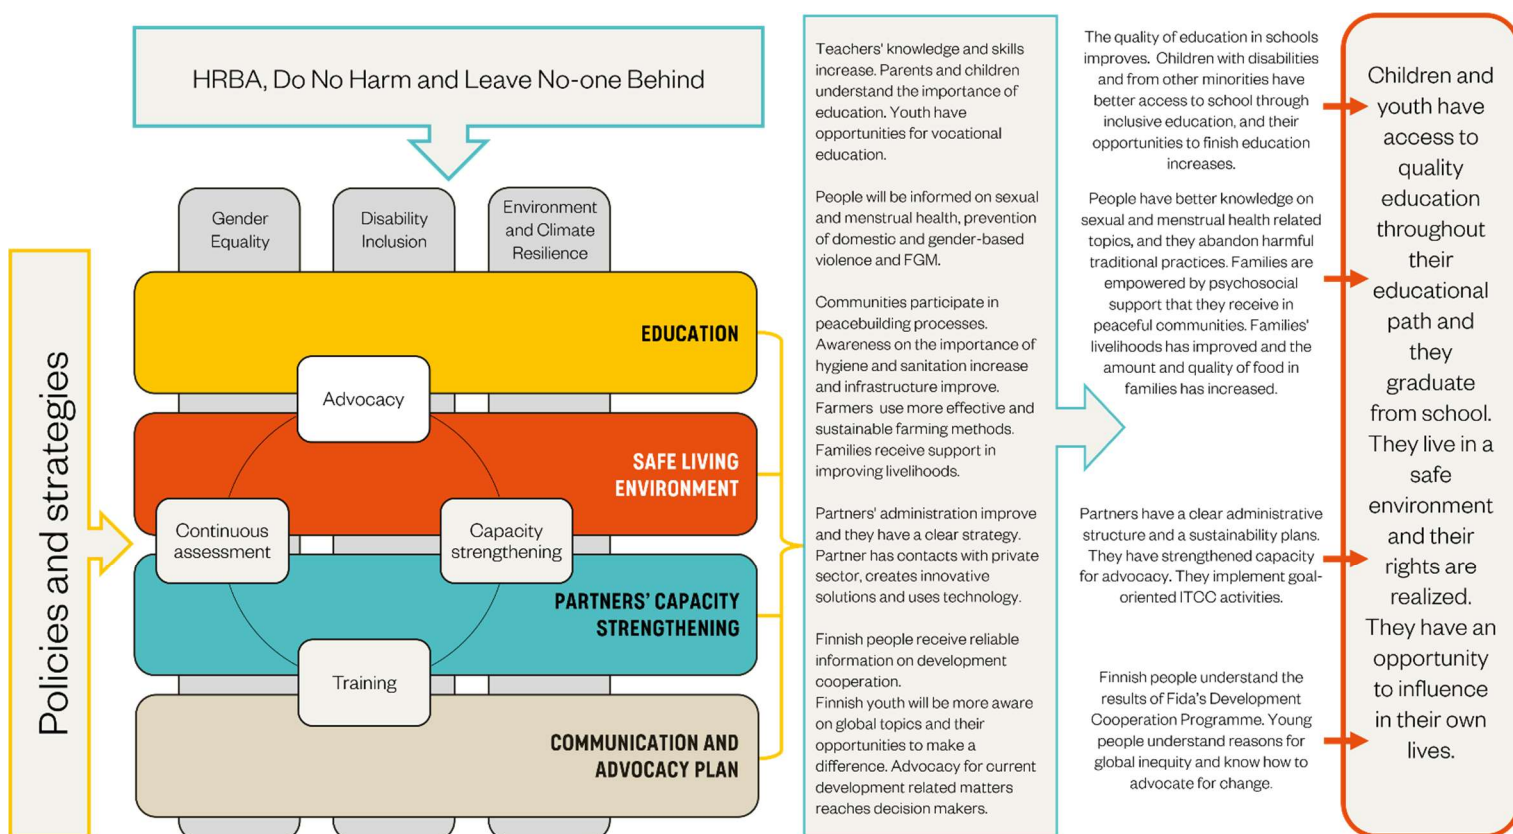 HRBA, Do No Harm and Leave No-one Behind
Policies and strategies
Gender
Equality
Disability
Inclusion
Environment
and Climate
Resilience
EDUCATION
Advocacy
SAFE LIVING
ENVIRONMENT
Continuous
assessment
Capacity
strengthening
PARTNERS' CAPACITY
STRENGTHENING
Training
COMMUNICATION AND
ADVOCACY PLAN
Teachers' knowledge and skills
increase. Parents and children
understand the importance of
education. Youth have
opportunities for vocational
education.
People will be informed on sexual
and menstrual health, prevention
of domestic and gender-based
violence and FGM.
Communities participate in
peacebuilding processes.
Awareness on the importance of
hygiene and sanitation increase
and infrastructure improve.
Farmers use more effective and
sustainable farming methods.
Families receive support in
improving livelihoods.
Partners' administration improve
and they have a clear strategy.
Partner has contacts with private
sector, creates innovative
solutions and uses technology.
Finnish people receive reliable
information on development
cooperation.
Finnish youth will be more aware
on global topics and their
opportunities to make a
difference. Advocacy for current
development related matters
reaches decision makers.
The quality of education in schools
improves. Children with disabilities
and from other minorities have
better access to school through
inclusive education, and their
opportunities to finish education
increases.
People have better knowledge on
sexual and menstrual health related
topics, and they abandon harmful
traditional practices. Families are
empowered by psychosocial
support that they receive in
peaceful communities. Families'
livelihoods has improved and the
amount and quality of food in
families has increased.
Partners have a clear administrative
structure and a sustainability plans.
They have strengthened capacity
for advocacy. They implement goal-
oriented ITCC activities.
Finnish people understand the
results of Fida's Development
Cooperation Programme. Young
people understand reasons for
global inequity and know how to
advocate for change.
Children and
youth have
access to
quality
education
throughout
their
educational
path and
they
graduate
from school.
They live in a
safe
environment
and their
rights are
realized.
They have an
opportunity
to influence
in their own
lives.